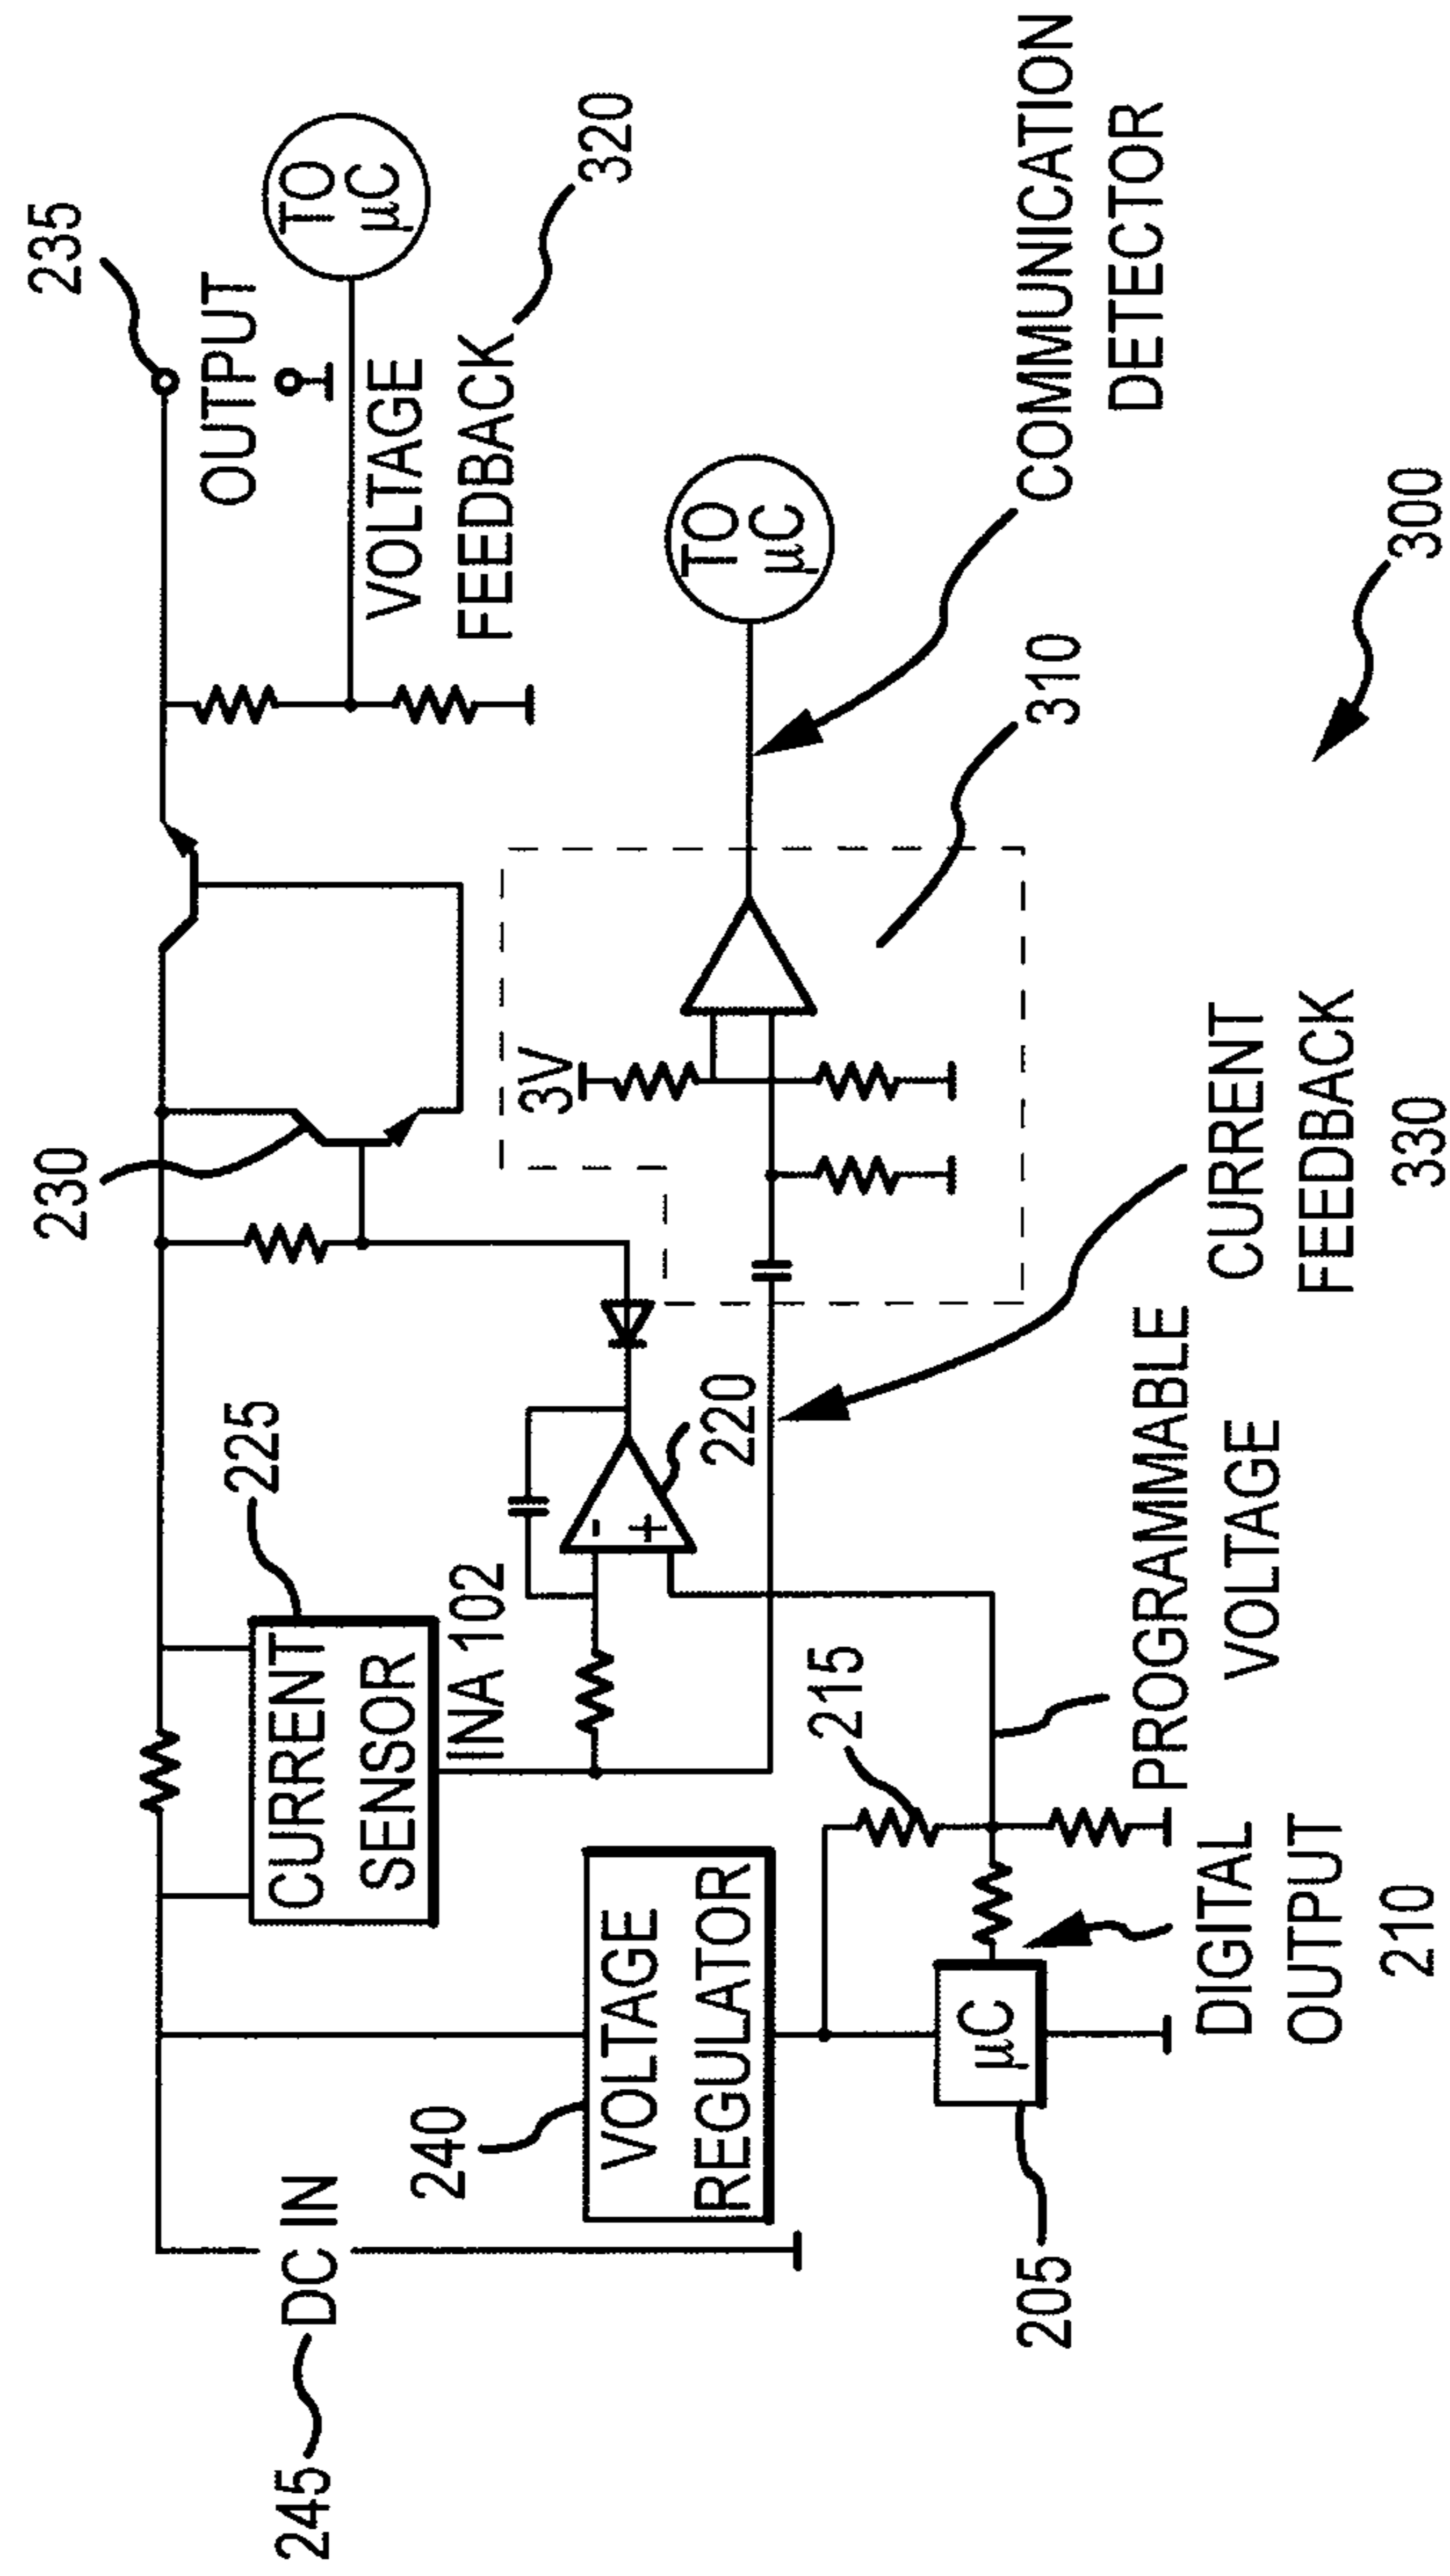 245
DC IN
240
VOLTAGE
REGULATOR
205
µC
DIGITAL
OUTPUT
210
225
CURRENT
SENSOR
INA 102
215
PROGRAMMABLE
VOLTAGE
220
-
+
230
3V
CURRENT
FEEDBACK
330
310
TO
µC
COMMUNICATION
DETECTOR
235
OUTPUT
TO
µC
VOLTAGE
FEEDBACK
320
300